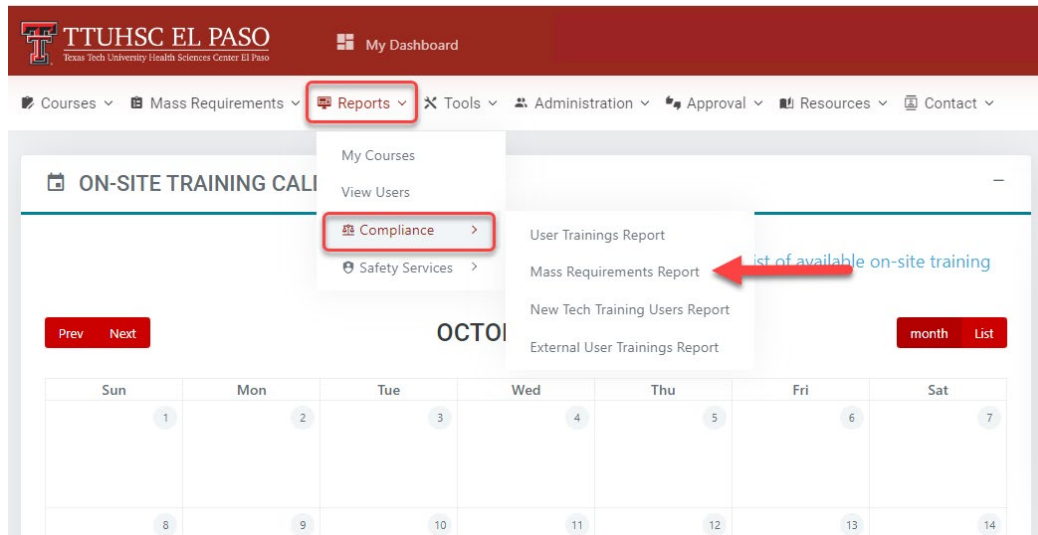 TTUHSC EL PASO
Texas Tech University Health Sciences Center El Paso
My Dashboard
Courses Mass Requirements Reports Tools Administration Approval Resources Contact
My Courses
View Users
Compliance
Safety Services
User Trainings Report
Mass Requirements Report
New Tech Training Users Report
External User Trainings Report
ON-SITE TRAINING CAL
ist of available on-site training
Prev Next
OCTO
month List
Sun Mon Tue Wed Thu Fri Sat
1 2 3 4 5 6 7
8 9 10 11 12 13 14